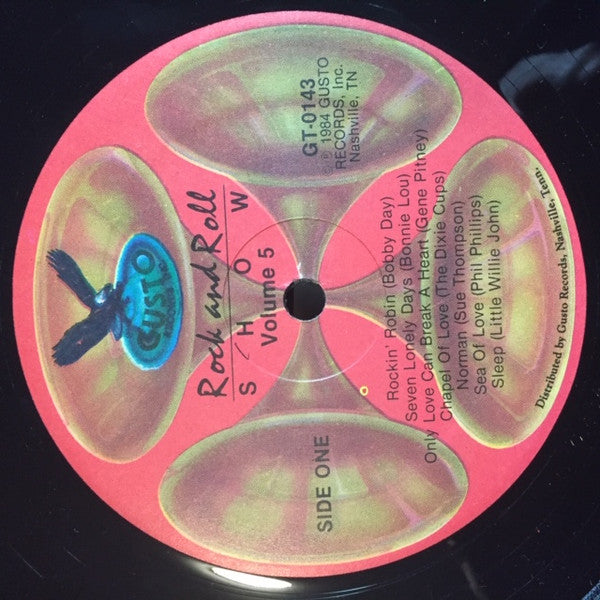 GUSTO
Rock and Roll
SHOW
Volume 5
SIDE ONE
GT-0143
℗ © 1984 GUSTO
RECORDS, Inc.
Nashville, TN
Rockin' Robin (Bobby Day)
Seven Lonely Days (Bonnie Lou)
Only Love Can Break A Heart (Gene Pitney)
Chapel Of Love (The Dixie Cups)
Norman (Sue Thompson)
Sea Of Love (Phil Phillips)
Sleep (Little Willie John)
Distributed by Gusto Records, Nashville, Tenn.